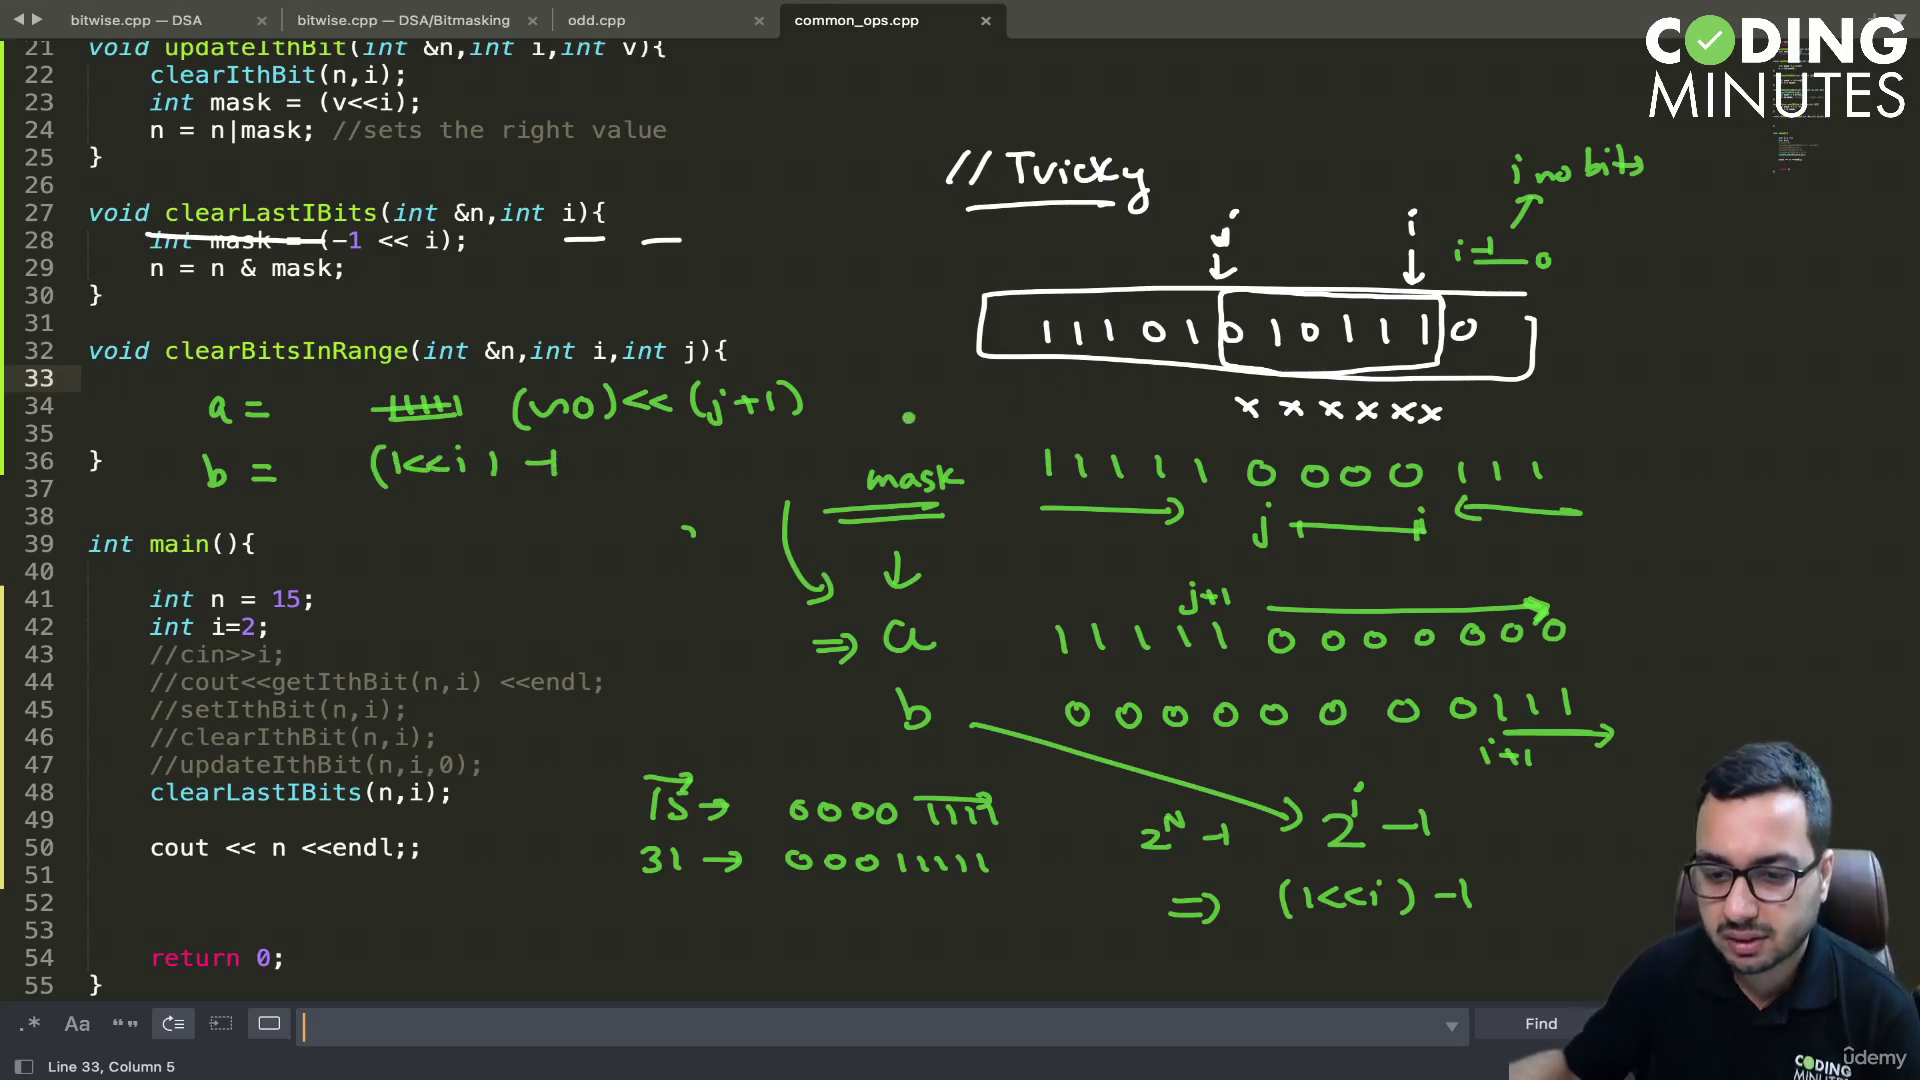 bitwise.cpp — DSA × bitwise.cpp — DSA/Bitmasking × odd.cpp × common_ops.cpp ×
CODING
MINUTES
21 void updateIthBit(int &n,int i,int v){
22 clearIthBit(n,i);
23 int mask = (v<<i);
24 n = n|mask; //sets the right value
25 }
26
27 void clearLastIBits(int &n,int i){
28 int mask = (-1 << i);
29 n = n & mask;
30 }
31
32 void clearBitsInRange(int &n,int i,int j){
33
34
35
36 }
37
38
39 int main(){
40
41 int n = 15;
42 int i=2;
43 //cin>>i;
44 //cout<<getIthBit(n,i) <<endl;
45 //setIthBit(n,i);
46 //clearIthBit(n,i);
47 //updateIthBit(n,i,0);
48 clearLastIBits(n,i);
49
50 cout << n <<endl;;
51
52
53
54 return 0;
55 }
a = (~0)<<(j+1)
b = (1<<i)-1
// Tricky
i no bits
j i
i-1 0
1 1 1 0 1 0 1 0 1 1 1 0
x x x x x x
mask 1 1 1 1 1 0 0 0 0 1 1 1
j i
j+1
=> a 1 1 1 1 1 0 0 0 0 0 0 0
b 0 0 0 0 0 0 0 0 1 1 1
i+1
15 → 0000 1111
31 → 00011111
2^N -1 2^i -1
=> (1<<i)-1
.* Aa “” Find
Line 33, Column 5
CODING
MINUTES
ûdemy